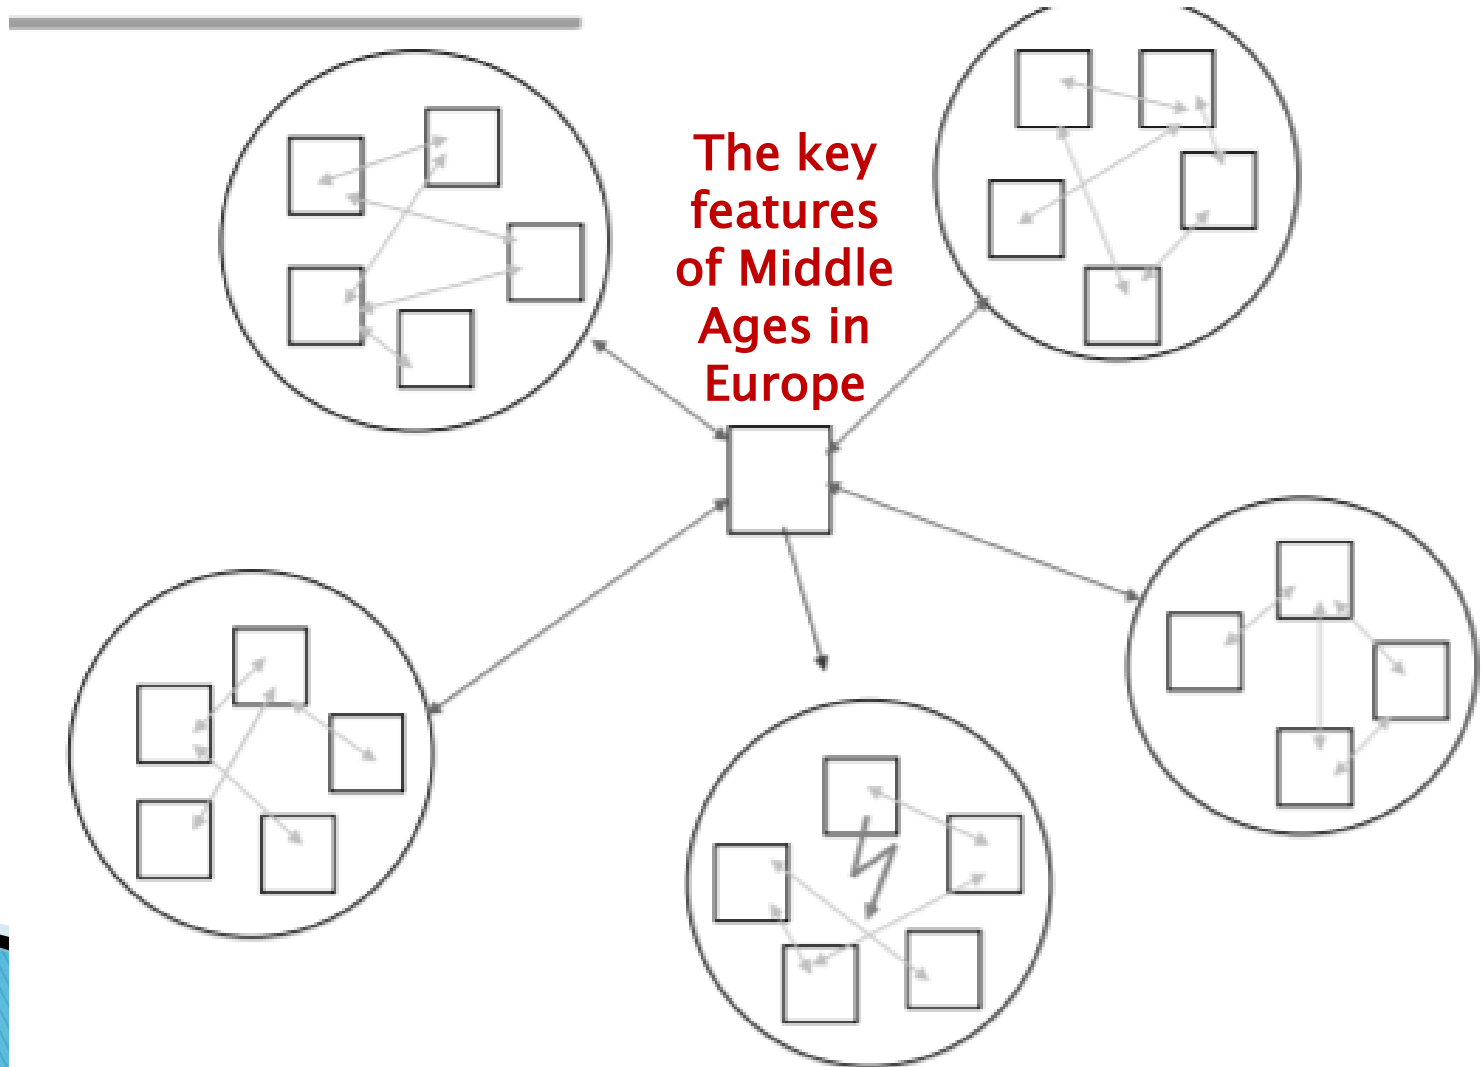 The key
features
of Middle
Ages in
Europe